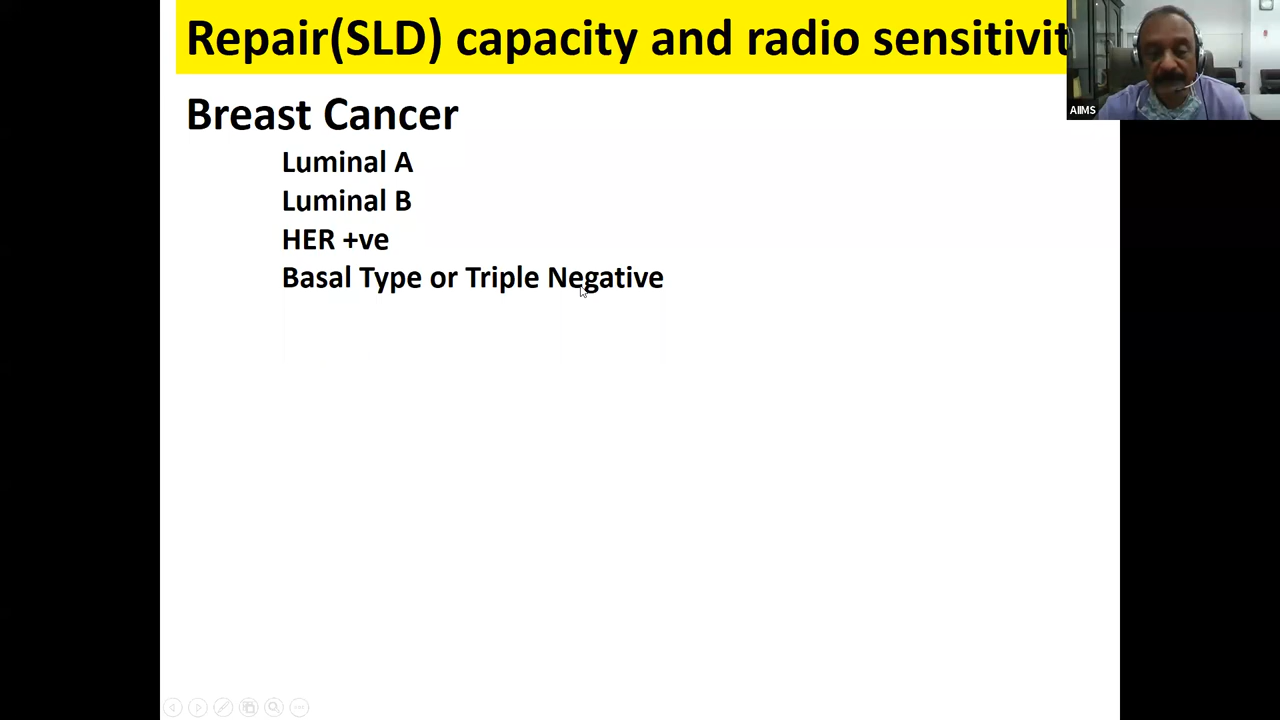 Repair(SLD) capacity and radio sensitivit
AIIMS
Breast Cancer
Luminal A
Luminal B
HER +ve
Basal Type or Triple Negative